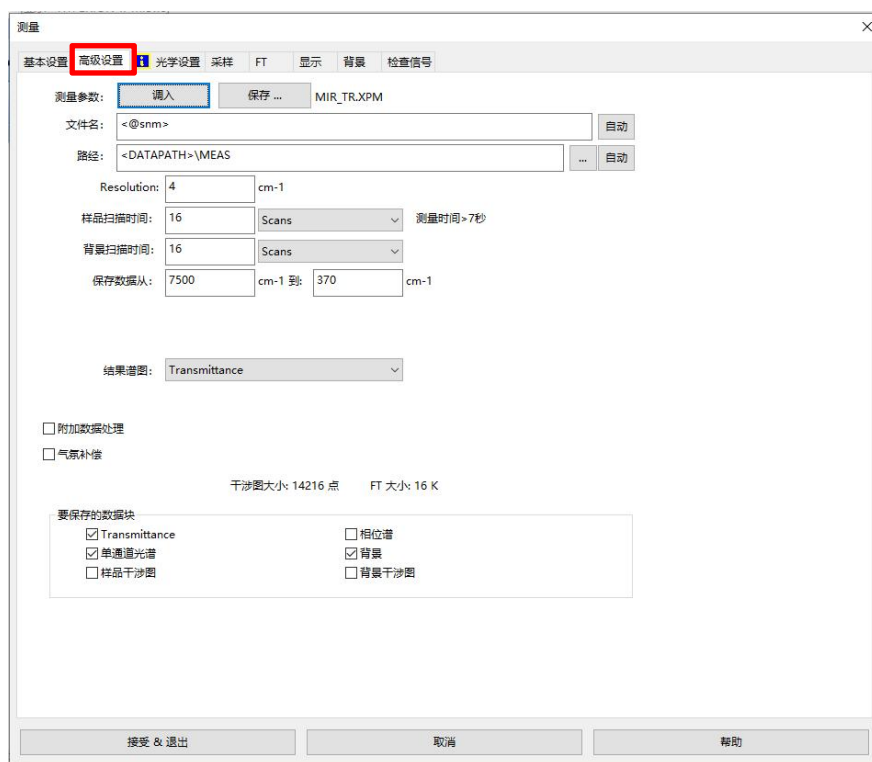 测量
基本设置 高级设置 光学设置 采样 FT 显示 背景 检查信号
测量参数: 调入 保存 ... MIR_TR.XPM
文件名: <@snm> 自动
路径: <DATAPATH>\MEAS ... 自动
Resolution: 4 cm-1
样品扫描时间: 16 Scans 测量时间>7秒
背景扫描时间: 16 Scans
保存数据从: 7500 cm-1 到: 370 cm-1
结果谱图: Transmittance
附加数据处理
气氛补偿
干涉图大小: 14216 点 FT 大小: 16 K
要保存的数据块
Transmittance 相位谱
单通道光谱 背景
样品干涉图 背景干涉图
接受 & 退出 取消 帮助